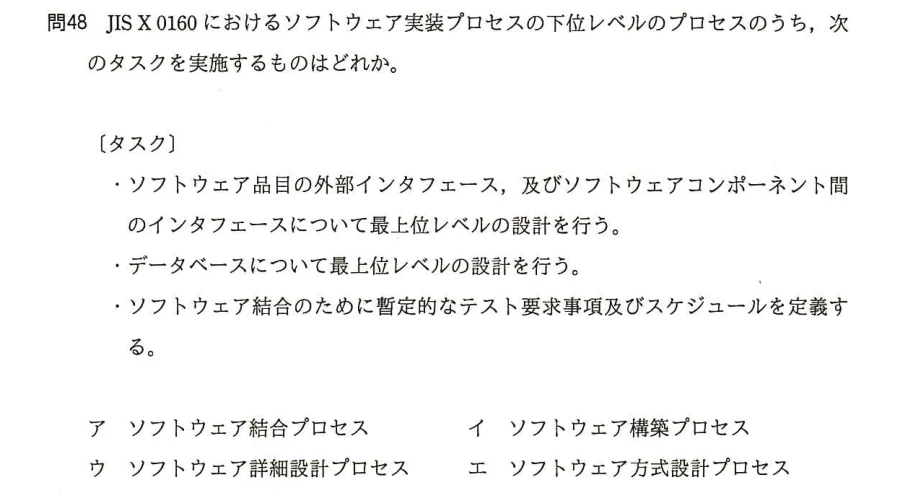 問48　JIS X 0160 におけるソフトウェア実装プロセスの下位レベルのプロセスのうち，次
のタスクを実施するものはどれか。
〔タスク〕
・ソフトウェア品目の外部インタフェース，及びソフトウェアコンポーネント間
のインタフェースについて最上位レベルの設計を行う。
・データベースについて最上位レベルの設計を行う。
・ソフトウェア結合のために暫定的なテスト要求事項及びスケジュールを定義す
る。
ア　ソフトウェア結合プロセス　イ　ソフトウェア構築プロセス
ウ　ソフトウェア詳細設計プロセス　エ　ソフトウェア方式設計プロセス